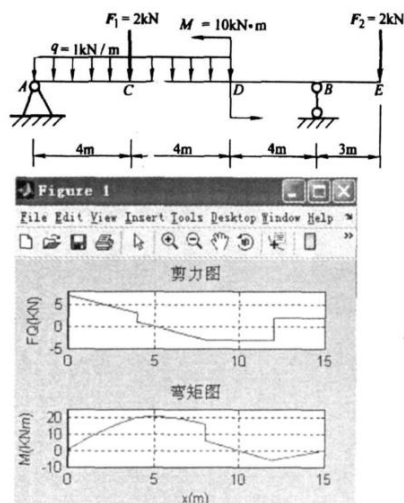 F₁=2kN
M=10kN·m
F₂=2kN
q=1kN/m
A
C
D
B
E
4m
4m
4m
3m
Figure 1
File Edit View Insert Tools Desktop Window Help
剪力图
FQ(KN)
5
0
-5
0
5
10
15
弯矩图
M(KNm)
20
10
0
-10
0
5
10
15
x(m)